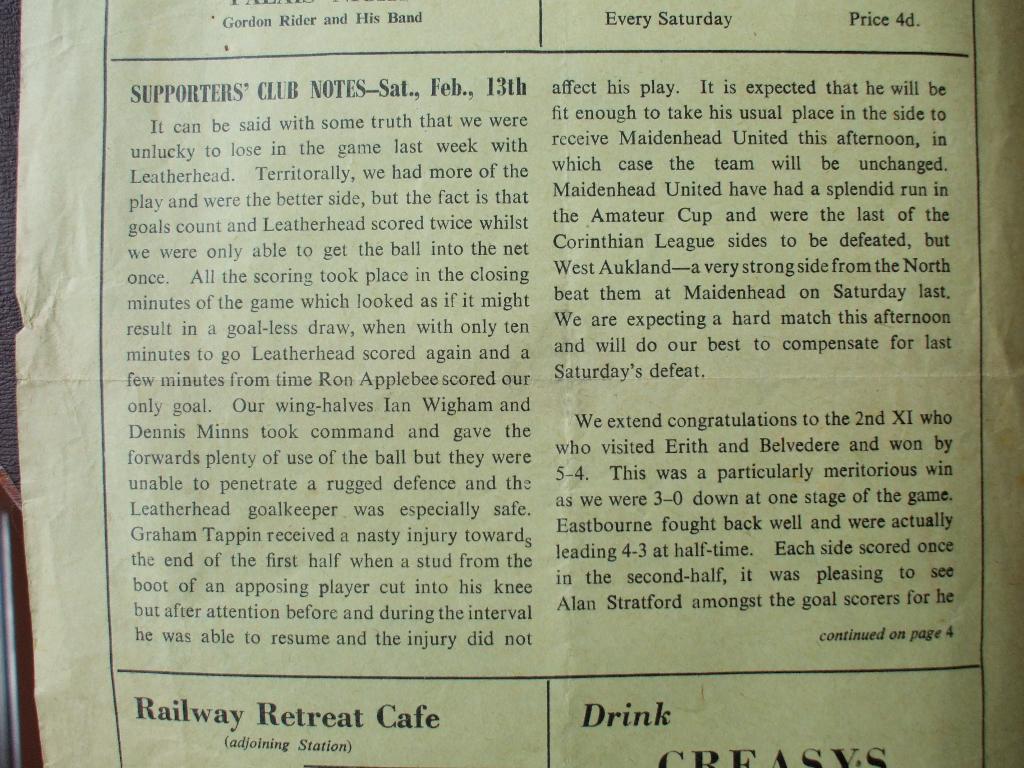 Gordon Rider and His Band
Every Saturday Price 4d.
SUPPORTERS' CLUB NOTES—Sat., Feb., 13th
It can be said with some truth that we were
unlucky to lose in the game last week with
Leatherhead. Territorally, we had more of the
play and were the better side, but the fact is that
goals count and Leatherhead scored twice whilst
we were only able to get the ball into the net
once. All the scoring took place in the closing
minutes of the game which looked as if it might
result in a goal-less draw, when with only ten
minutes to go Leatherhead scored again and a
few minutes from time Ron Applebee scored our
only goal. Our wing-halves Ian Wigham and
Dennis Minns took command and gave the
forwards plenty of use of the ball but they were
unable to penetrate a rugged defence and the
Leatherhead goalkeeper was especially safe.
Graham Tappin received a nasty injury towards
the end of the first half when a stud from the
boot of an apposing player cut into his knee
but after attention before and during the interval
he was able to resume and the injury did not
affect his play. It is expected that he will be
fit enough to take his usual place in the side to
receive Maidenhead United this afternoon, in
which case the team will be unchanged.
Maidenhead United have had a splendid run in
the Amateur Cup and were the last of the
Corinthian League sides to be defeated, but
West Aukland—a very strong side from the North
beat them at Maidenhead on Saturday last.
We are expecting a hard match this afternoon
and will do our best to compensate for last
Saturday's defeat.
We extend congratulations to the 2nd XI who
who visited Erith and Belvedere and won by
5–4. This was a particularly meritorious win
as we were 3–0 down at one stage of the game.
Eastbourne fought back well and were actually
leading 4-3 at half-time. Each side scored once
in the second-half, it was pleasing to see
Alan Stratford amongst the goal scorers for he
continued on page 4
Railway Retreat Cafe
(adjoining Station)
Drink
CREASYS